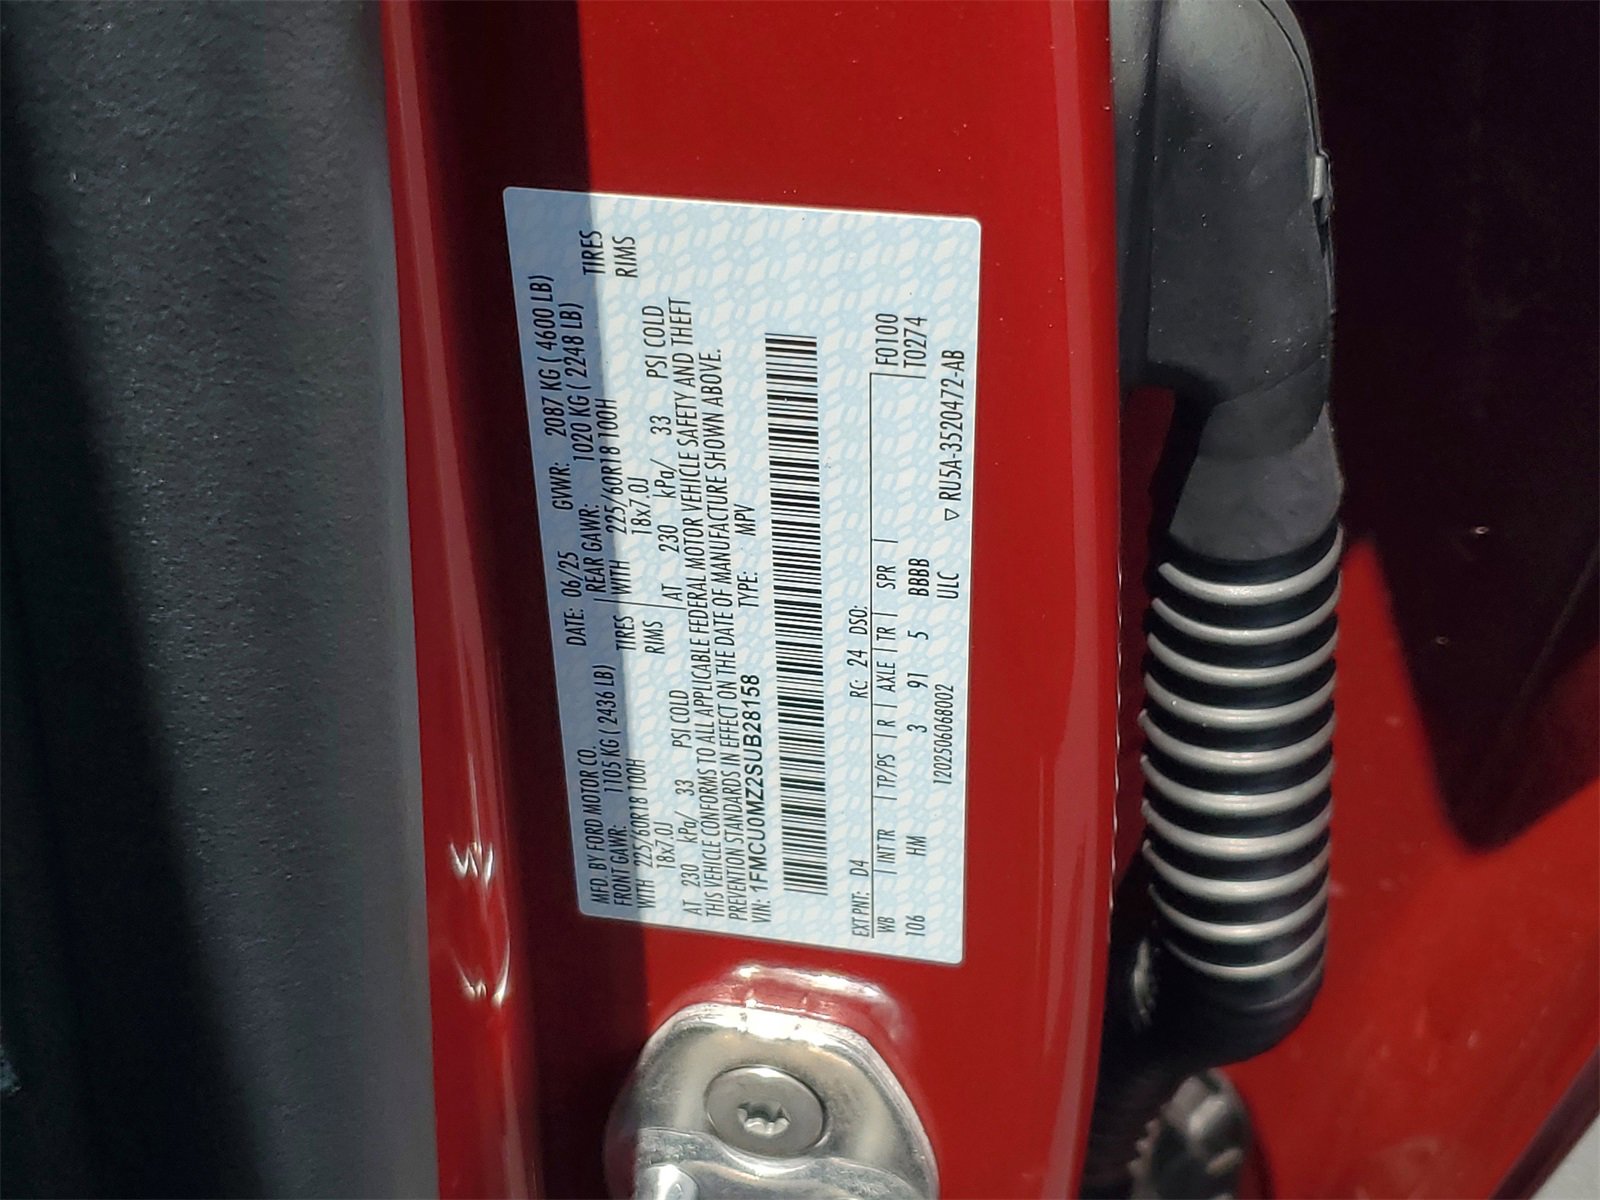 MFD. BY FORD MOTOR CO.
DATE: 06/25 GVWR: 2087 KG ( 4600 LB)
FRONT GAWR: 1105 KG ( 2436 LB) REAR GAWR: 1020 KG ( 2248 LB)
WITH 225/60R18 100H TIRES WITH 225/60R18 100H TIRES
18x7.0J RIMS 18x7.0J RIMS
AT 230 kPa/ 33 PSI COLD AT 230 kPa/ 33 PSI COLD
THIS VEHICLE CONFORMS TO ALL APPLICABLE FEDERAL MOTOR VEHICLE SAFETY AND THEFT
PREVENTION STANDARDS IN EFFECT ON THE DATE OF MANUFACTURE SHOWN ABOVE.
VIN: 1FMCU0MZ2SUB28158 TYPE: MPV
EXT PNT: D4 RC: 24 DSO: F0100
WB INT TR TP/PS R AXLE TR SPR T0274
106 HM 3 91 5 BBBB
12025060680​02 ULC ▽ RU5A-3520472-AB